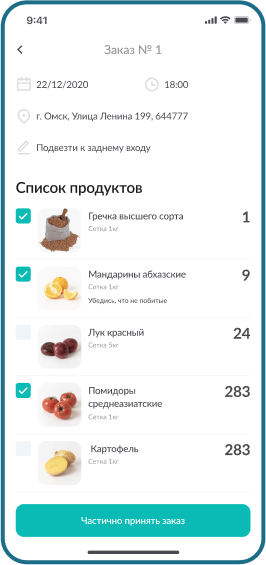 9:41
Заказ № 1
22/12/2020 18:00
г. Омск, Улица Ленина 199, 644777
Подвезти к заднему входу
Список продуктов
Гречка высшего сорта 1
Сетка 1кг
Мандарины абхазские 9
Сетка 1кг
Убедись, что не побитые
Лук красный 24
Сетка 5кг
Помидоры 283
среднеазиатские
Сетка 1кг
Картофель 283
Сетка 1кг
Частично принять заказ